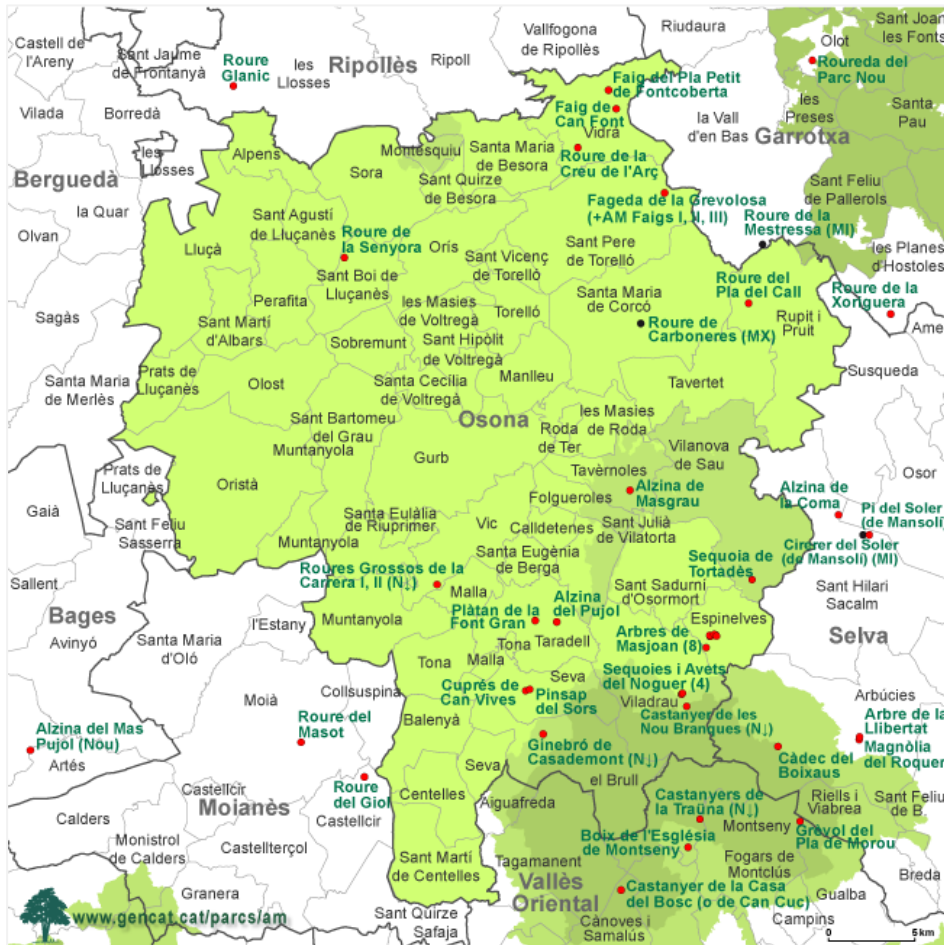 Castell de
l'Areny
Sant Jaume
de Frontanyà
Roure
Glanic
les
Llosses
Ripollès
Ripoll
Vallfogona
de Ripollès
Riudaura
Olot
Sant Joan
les Fonts
Roureda del
Parc Nou
Vilada
Borredà
Faig del Pla Petit
de Fontcoberta
Faig de
Can Font
Vidrà
la Vall
d'en Bas
les
Preses
Santa
Pau
Garrotxa
les
Llosses
Alpens
Montesquiu
Santa Maria
de Besora
Roure de la
Creu de l'Arç
Sora
Sant Quirze
de Besora
Berguedà
la Quar
Olvan
Sant Feliu
de Pallerols
Fageda de la Grevolosa
(+AM Faigs I, II, III)
Roure de la
Mestressa (MI)
Sant Agustí
de Lluçanès
Roure de
la Senyora
Lluçà
Orís
Sant Vicenç
de Torelló
Sant Pere
de Torelló
les Planes
d'Hostoles
Sant Boi de
Lluçanès
Perafita
les Masies
de Voltregà
Torelló
Santa Maria
de Corcó
Roure del
Pla del Call
Roure de la
Xoriguera
Rupit i
Pruit
Amer
Sagàs
Sant Martí
d'Albars
Sobremunt
Sant Hipòlit
de Voltregà
Roure de
Carboneres (MX)
Susqueda
Santa Maria
de Merlès
Prats de
Lluçanès
Olost
Santa Cecília
de Voltregà
Manlleu
Tavertet
Osona
Sant Bartomeu
del Grau
Muntanyola
Gurb
Roda
de Ter
les Masies
de Roda
Vilanova
de Sau
Prats de
Lluçanès
Gaià
Oristà
Tavèrnoles
Folgueroles
Alzina de
Masgrau
Osor
Alzina de
la Coma
Pi del Soler
(de Mansolí)
Cirerer del Soler
(de Mansolí) (MI)
Sant Feliu
Sasserra
Santa Eulàlia
de Riuprimer
Vic
Calldetenes
Sant Julià
de Vilatorta
Muntanyola
Santa Eugènia
de Berga
Sequoia de
Tortadès
Sallent
Roures Grossos de la
Carrera I, II (N↓)
Malla
Sant Sadurní
d'Osormort
Sant Hilari
Sacalm
Bages
Avinyó
l'Estany
Muntanyola
Plàtan de la
Font Gran
Alzina
del Pujol
Espinelves
Selva
Santa Maria
d'Oló
Tona
Taradell
Arbres de
Masjoan (8)
Tona
Malla
Moià
Collsuspina
Seva
Sequoies i Avets
del Noguer (4)
Viladrau
Arbúcies
Cuprés de
Can Vives
Pinsap
del Sors
Castanyer de les
Nou Branques (N↓)
Arbre de la
Llibertat
Magnòlia
del Roquer
Balenyà
Alzina del Mas
Pujol (Nou)
Artés
Roure del
Masot
Ginebró de
Casademont (N↓)
Càdec del
Boixaus
Seva
el Brull
Roure
del Giol
Castellcir
Castellcir
Moianès
Centelles
Aiguafreda
Castanyers de
la Traüna (N↓)
Riells i
Viabrea
Sant Feliu
de B.
Calders
Monistrol
de Calders
Castellterçol
Boix de l'Església
de Montseny
Montseny
Grèvol del
Pla de Morou
Sant Martí
de Centelles
Tagamanent
Fogars de
Montclús
Breda
Granera
Vallès
Oriental
Castanyer de la Casa
del Bosc (o de Can Cuc)
Gualba
www.gencat.cat/parcs/am
Sant Quirze
Safaja
Cànoves i
Samalús
Campins
0 5 km